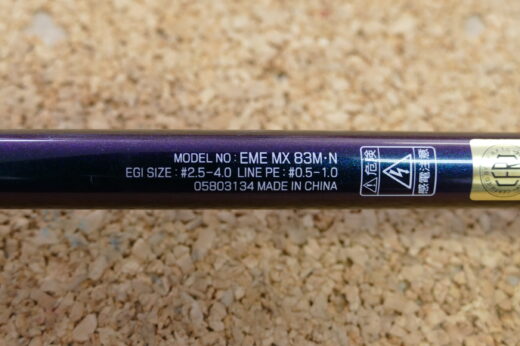 MODEL NO : EME MX 83M・N
EGI SIZE : #2.5–4.0 LINE PE : #0.5–1.0
05803134 MADE IN CHINA
危険
感電注意